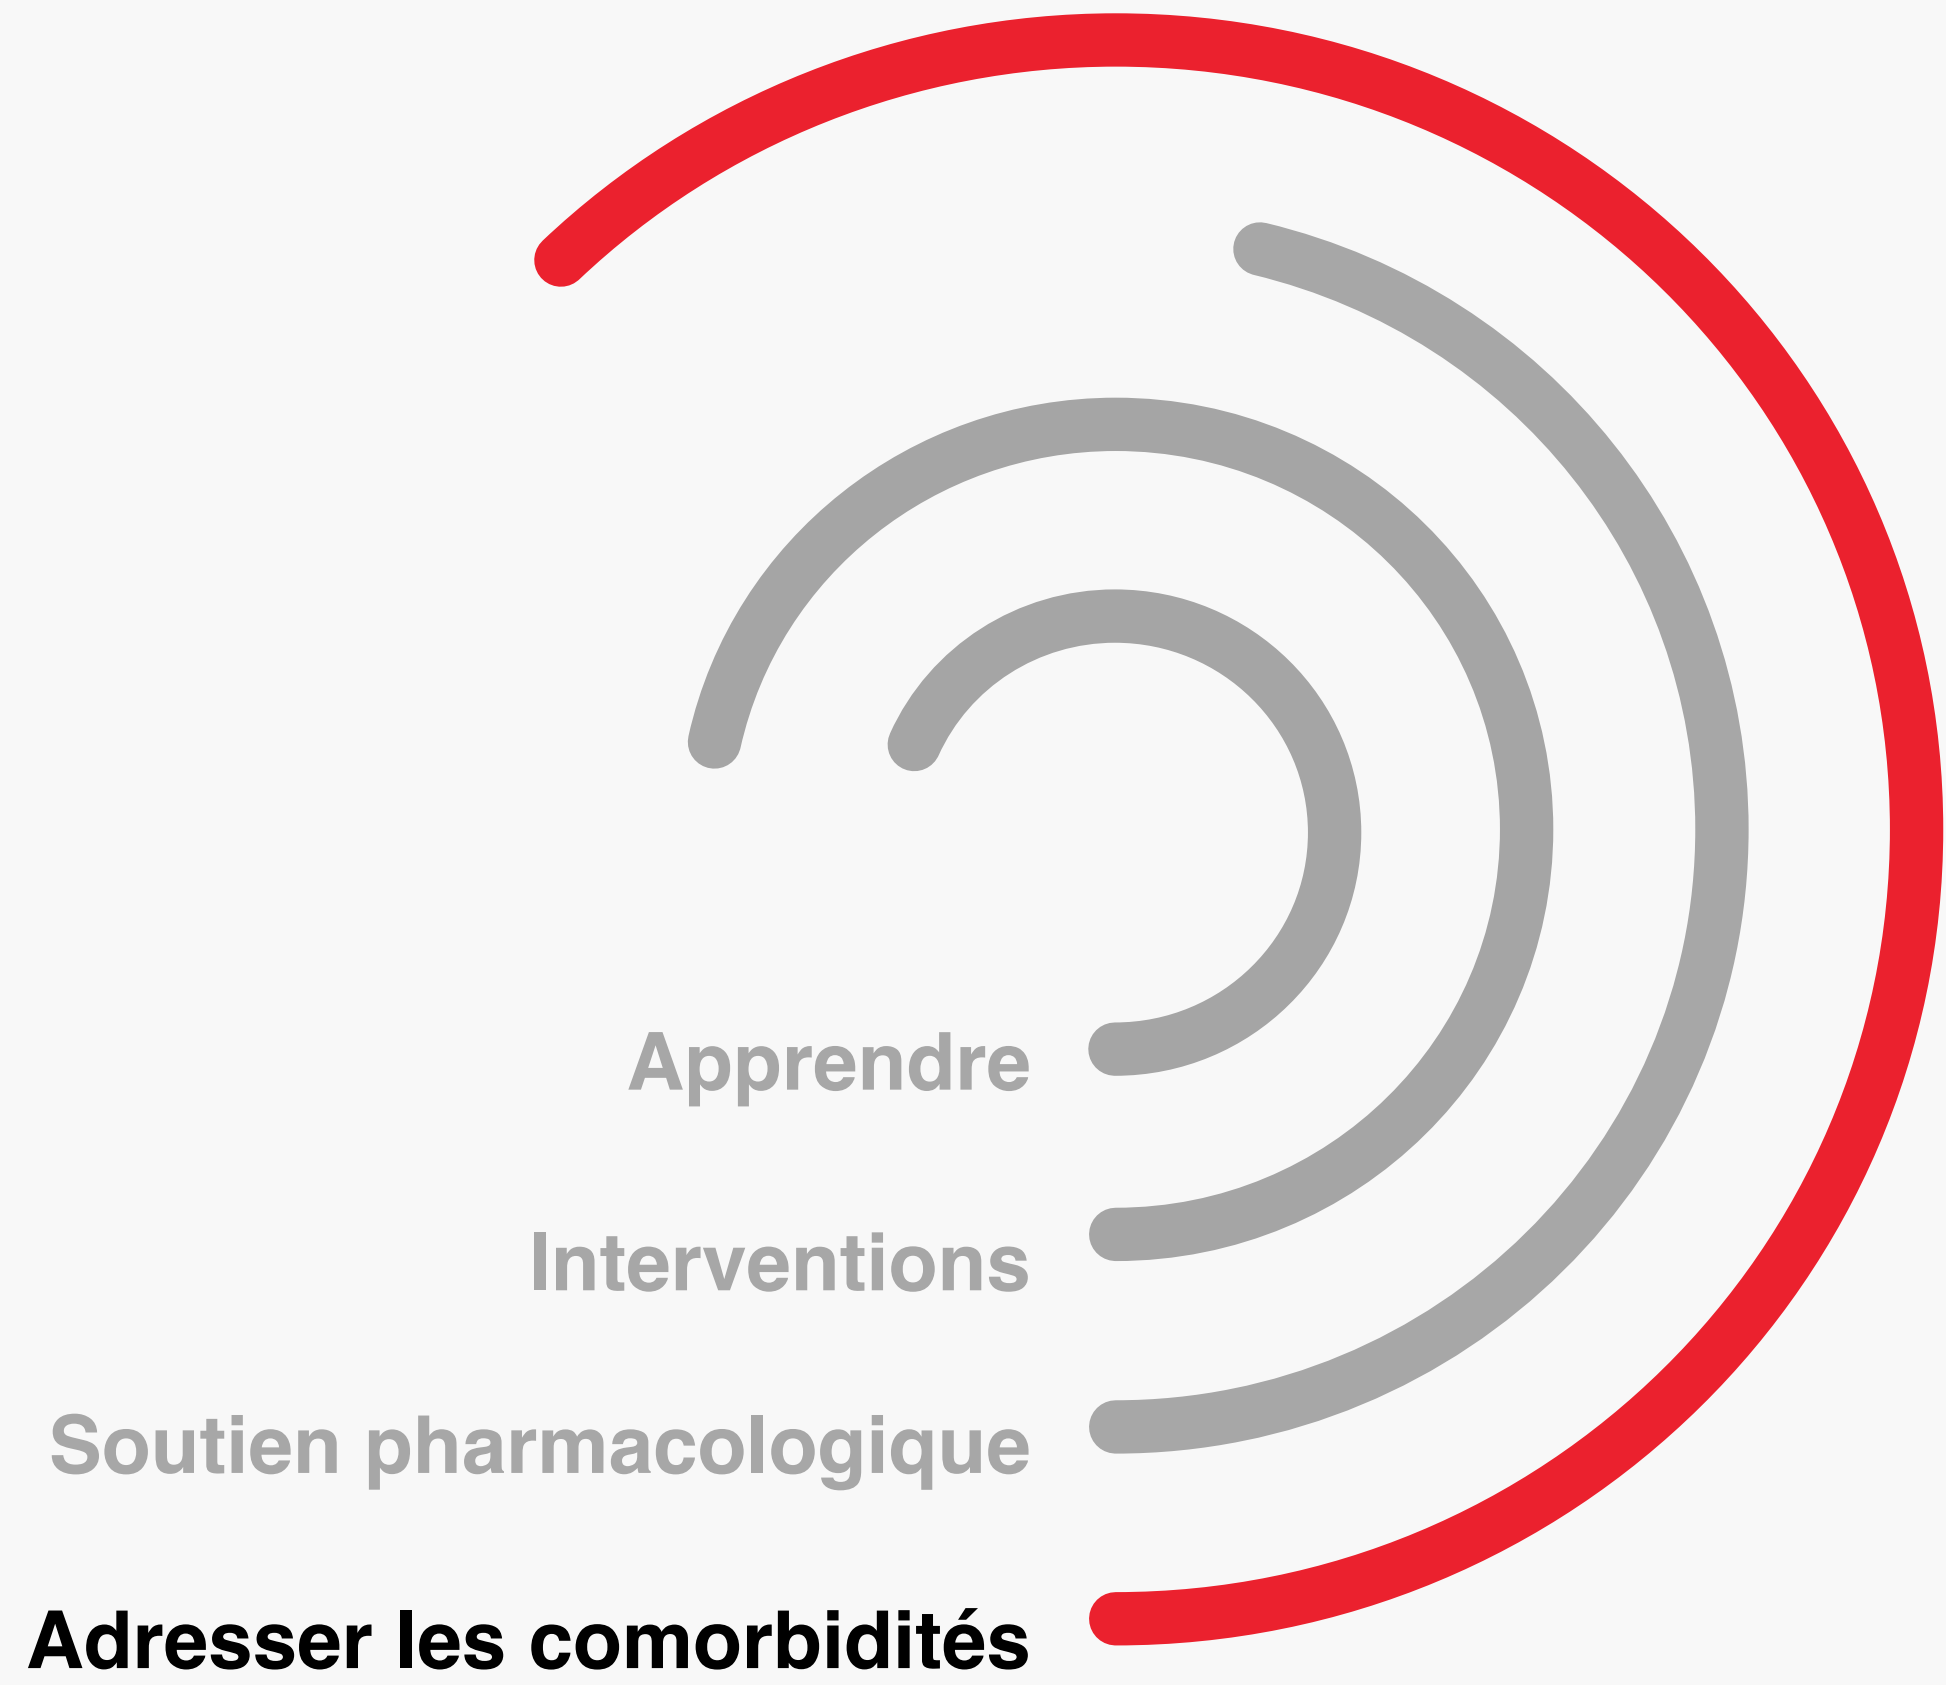 Apprendre
Interventions
Soutien pharmacologique
Adresser les comorbidités